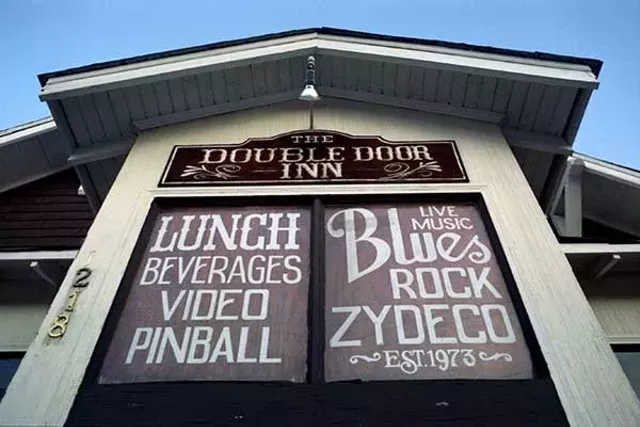 THE
DOUBLE DOOR
INN
LUNCH
BEVERAGES
VIDEO
PINBALL
LIVE
MUSIC
Blues
ROCK
ZYDECO
EST. 1973
218